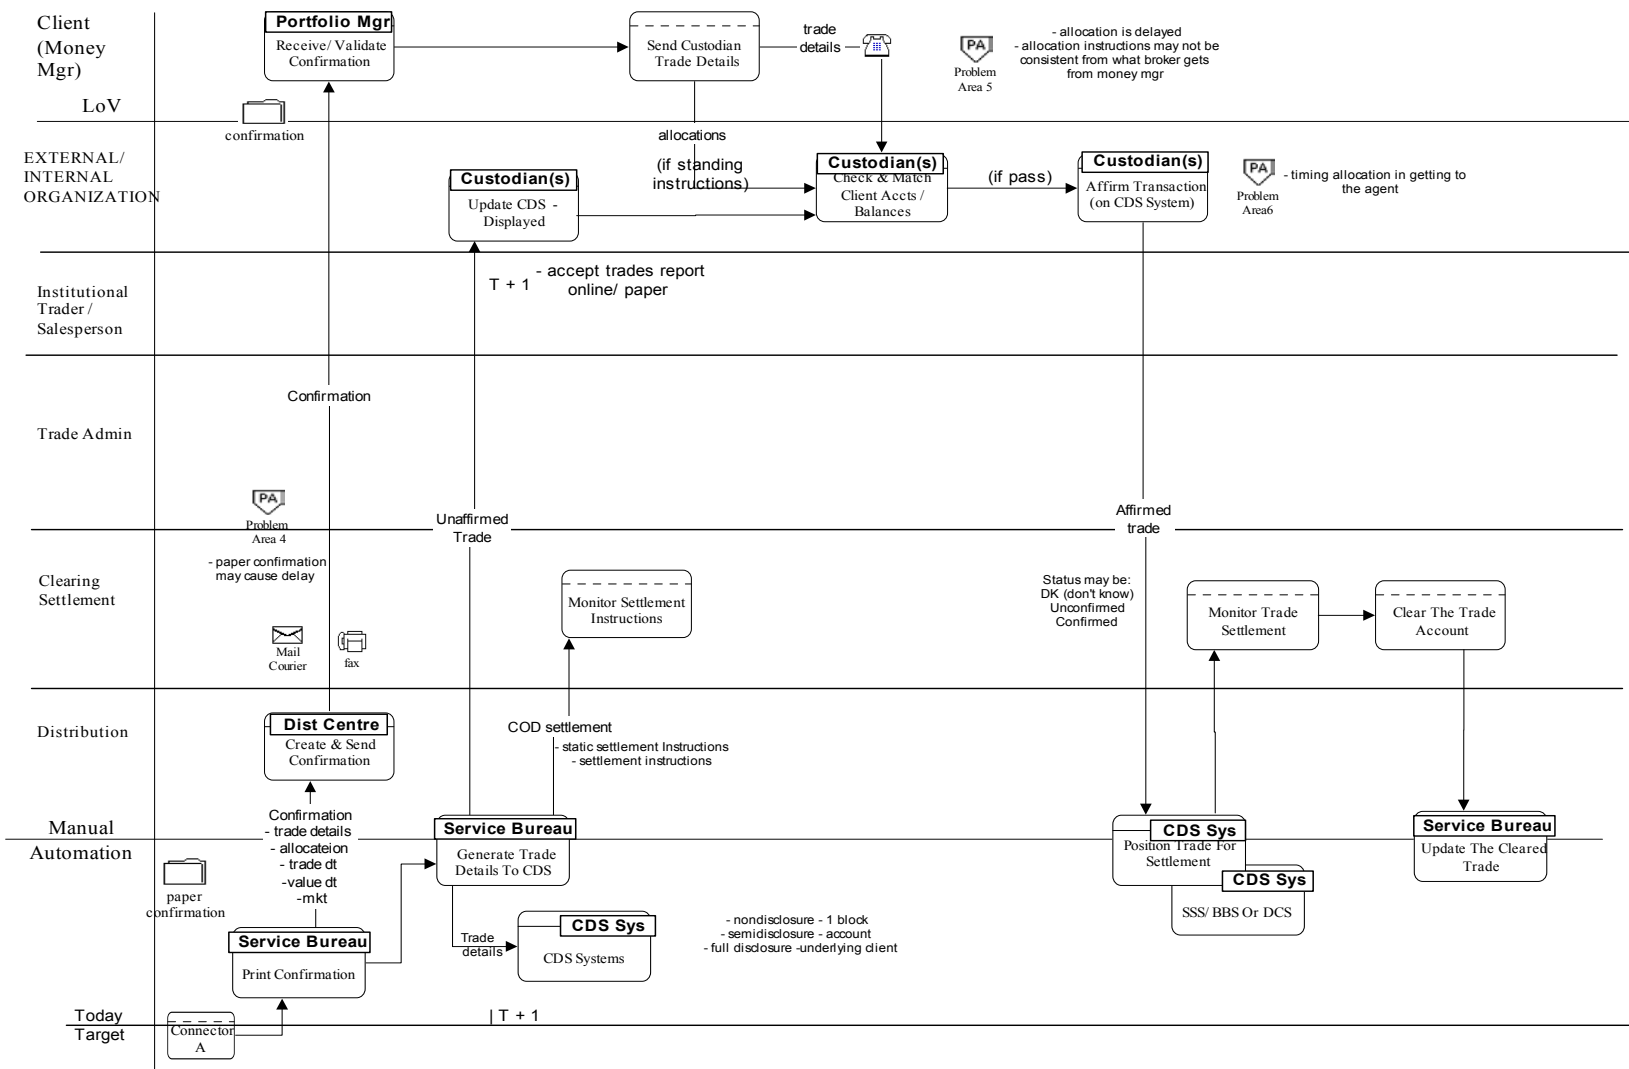 Client
(Money
Mgr)
LoV
Portfolio Mgr
Receive/ Validate
Confirmation
Send Custodian
Trade Details
trade
details
PA
Problem
Area 5
- allocation is delayed
- allocation instructions may not be
consistent from what broker gets
from money mgr
confirmation
EXTERNAL/
INTERNAL
ORGANIZATION
Custodian(s)
Update CDS -
Displayed
allocations
(if standing
instructions)
Custodian(s)
Check & Match
Client Accts /
Balances
(if pass)
Custodian(s)
Affirm Transaction
(on CDS System)
PA
Problem
Area6
- timing allocation in getting to
the agent
Institutional
Trader /
Salesperson
T + 1
- accept trades report
online/ paper
Trade Admin
Confirmation
PA
Problem
Area 4
- paper confirmation
may cause delay
Unaffirmed
Trade
Affirmed
trade
Clearing
Settlement
Mail
Courier
fax
Monitor Settlement
Instructions
Status may be:
DK (don't know)
Unconfirmed
Confirmed
Monitor Trade
Settlement
Clear The Trade
Account
Distribution
Dist Centre
Create & Send
Confirmation
COD settlement
- static settlement Instructions
- settlement instructions
Manual
Automation
Confirmation
- trade details
- allocateion
- trade dt
-value dt
-mkt
paper
confirmation
Service Bureau
Generate Trade
Details To CDS
CDS Sys
Position Trade For
Settlement
CDS Sys
SSS/ BBS Or DCS
Service Bureau
Update The Cleared
Trade
Service Bureau
Print Confirmation
Trade
details
CDS Sys
CDS Systems
- nondisclosure - 1 block
- semidisclosure - account
- full disclosure -underlying client
Today
Target
Connector
A
| T + 1